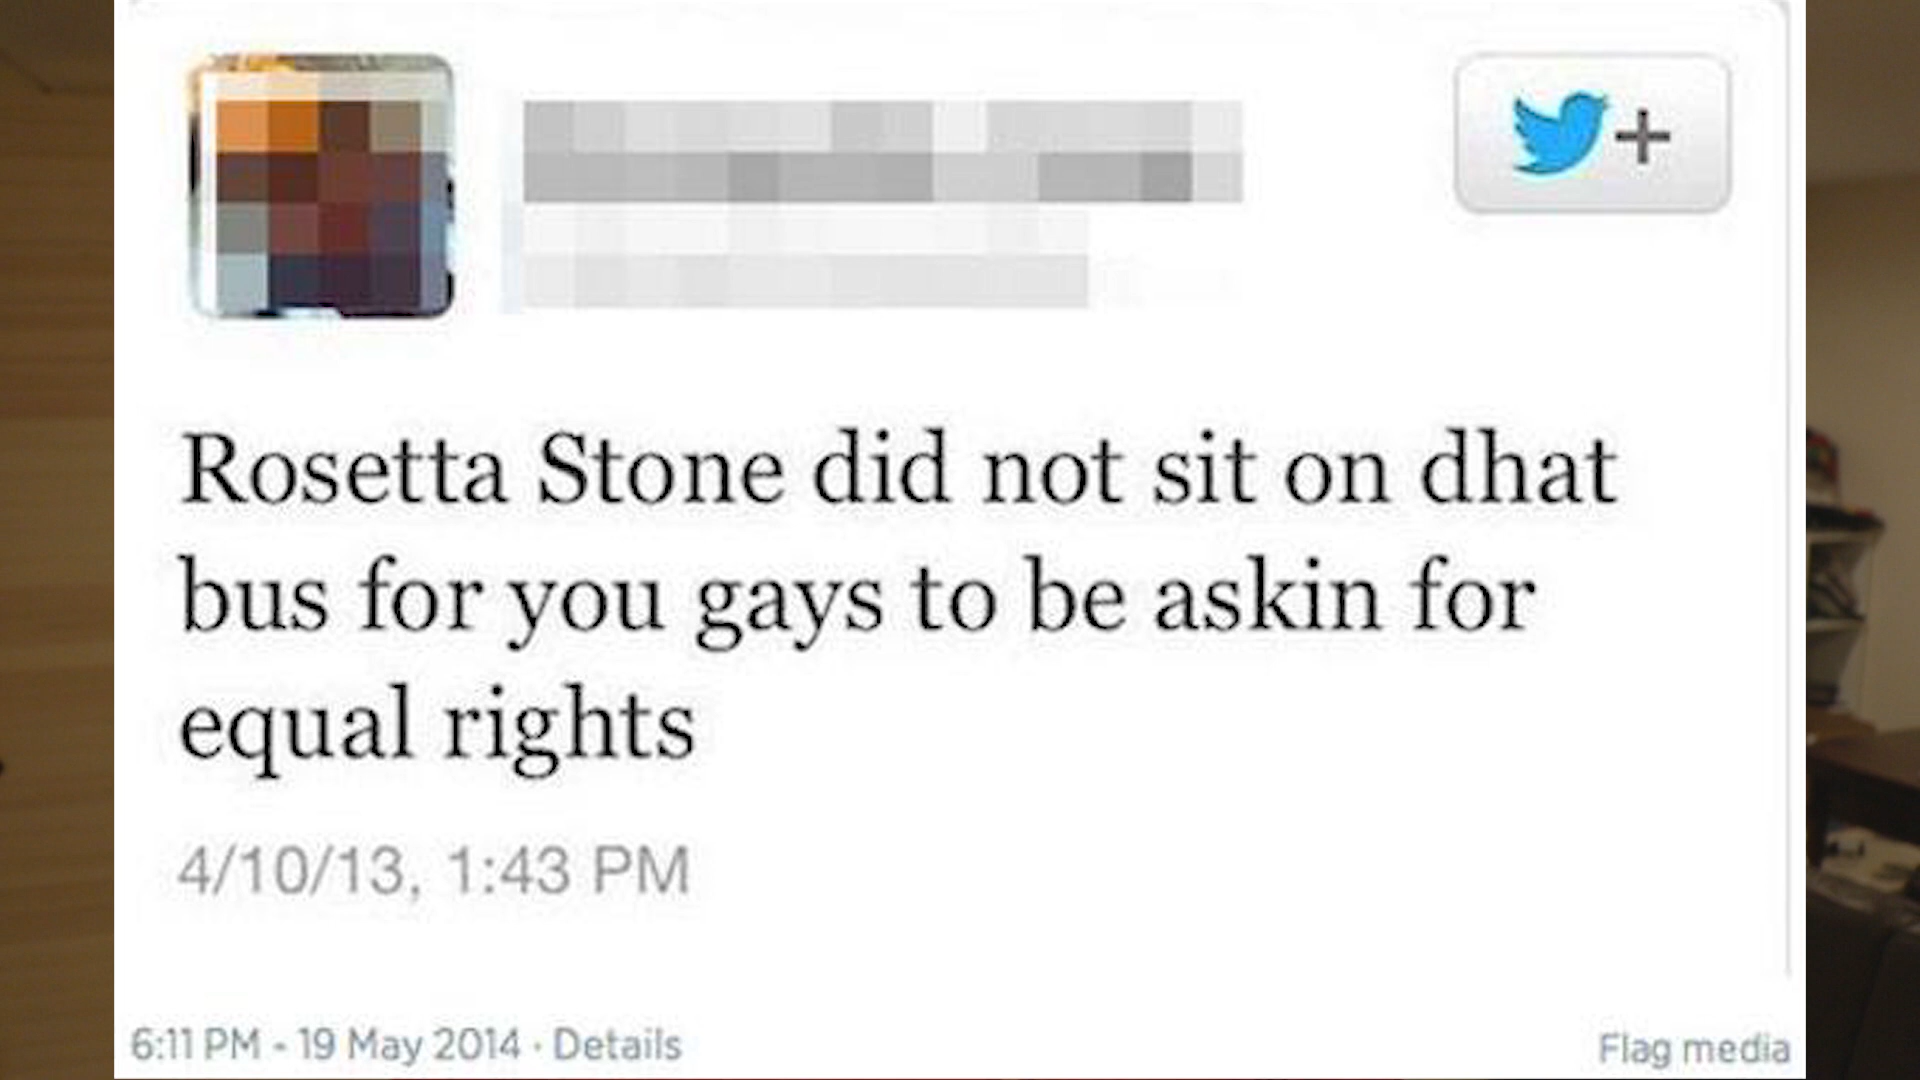 Rosetta Stone did not sit on dhat
bus for you gays to be askin for
equal rights
4/10/13, 1:43 PM
6:11 PM - 19 May 2014 · Details
Flag media